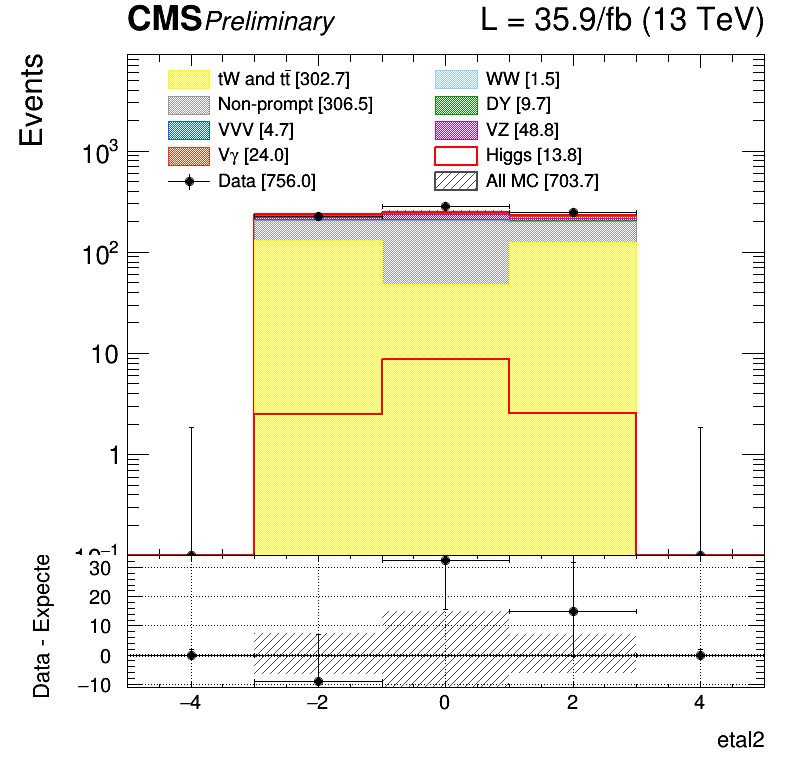 CMS Preliminary L = 35.9/fb (13 TeV)
Events
tW and tt̄ [302.7] WW [1.5]
Non-prompt [306.5] DY [9.7]
VVV [4.7] VZ [48.8]
Vγ [24.0] Higgs [13.8]
Data [756.0] All MC [703.7]
10³
10²
10
1
Data - Expecte
30
20
10
0
−10
−4 −2 0 2 4
etal2